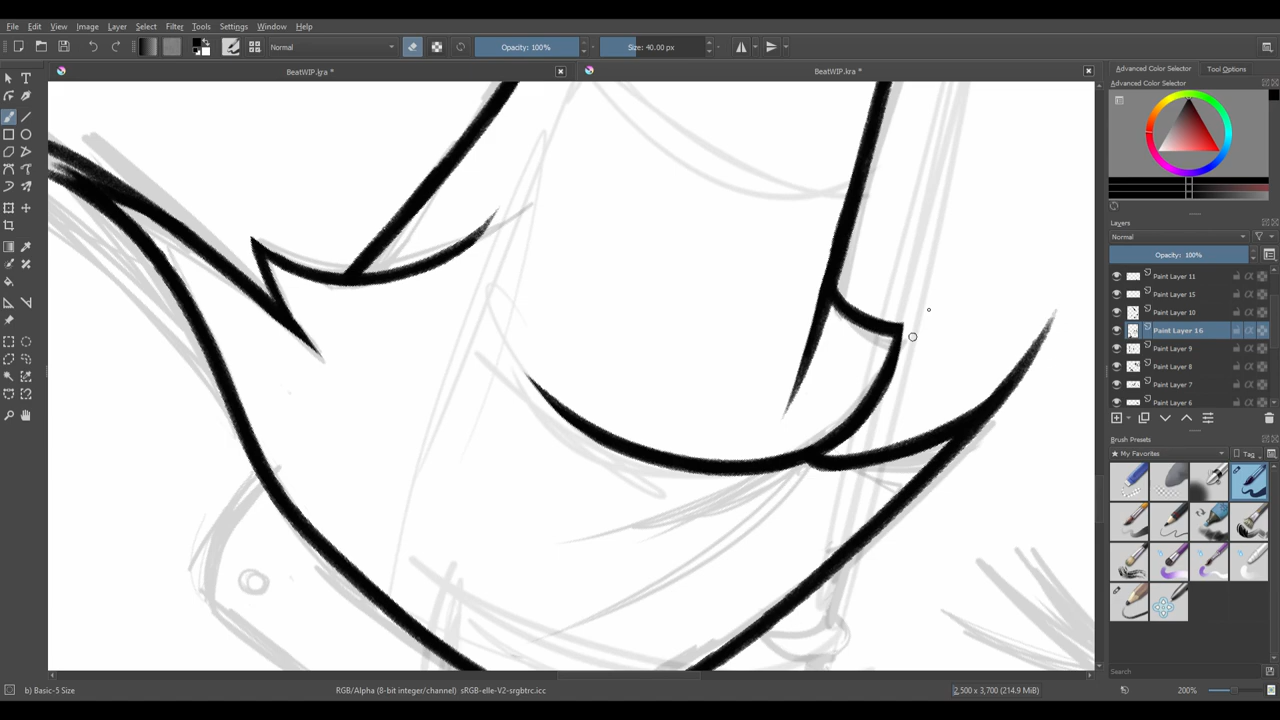 File Edit View Image Layer Select Filter Tools Settings Window Help
Normal
Opacity: 100%
Size: 40.00 px
BeatWIP.kra *
BeatWIP.kra *
Advanced Color Selector
Tool Options
Advanced Color Selector
Layers
Normal
Opacity: 100%
Paint Layer 11
Paint Layer 15
Paint Layer 10
Paint Layer 16
Paint Layer 9
Paint Layer 8
Paint Layer 7
Paint Layer 6
Brush Presets
My Favorites
Tag
Search
b) Basic-5 Size
RGB/Alpha (8-bit integer/channel) sRGB-elle-V2-srgbtrc.icc
2,500 x 3,700 (214.9 MiB)
200%